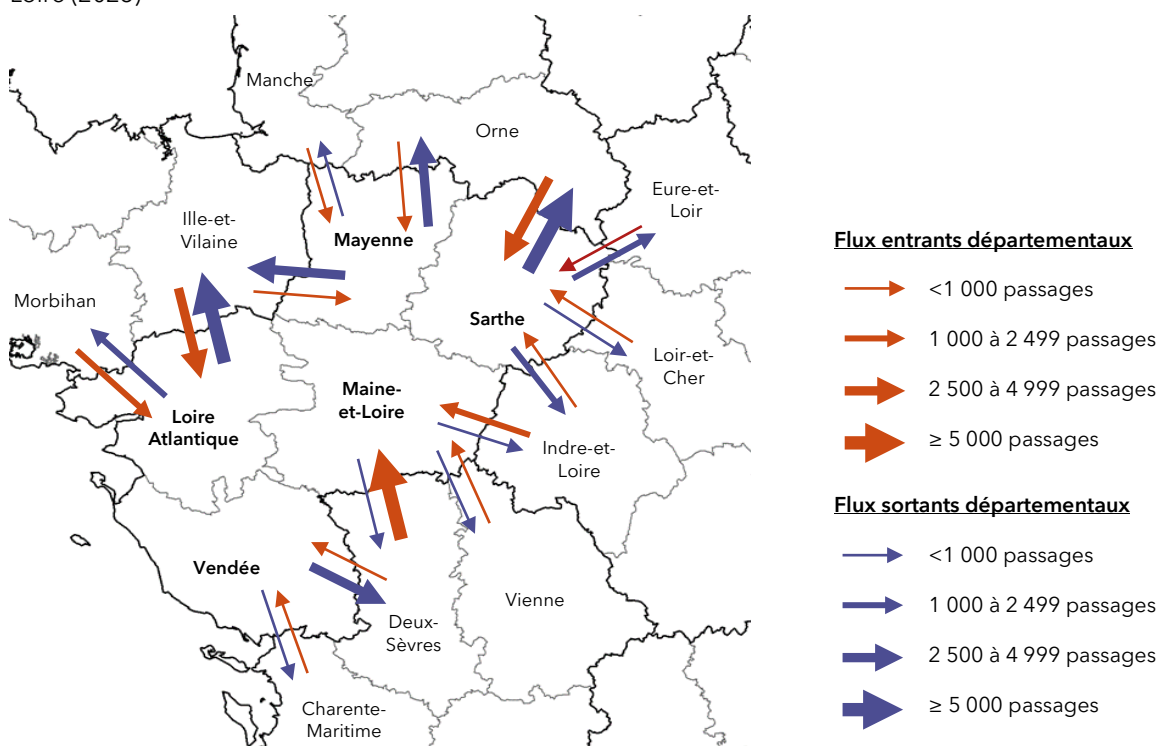 Loire (2023)
Manche
Orne
Eure-et-
Loir
Ille-et-
Vilaine
Mayenne
Morbihan
Sarthe
Loir-et-
Cher
Maine-
et-Loire
Loire
Atlantique
Indre-et-
Loire
Vendée
Vienne
Deux-
Sèvres
Charente-
Maritime
Flux entrants départementaux
<1 000 passages
1 000 à 2 499 passages
2 500 à 4 999 passages
≥ 5 000 passages
Flux sortants départementaux
<1 000 passages
1 000 à 2 499 passages
2 500 à 4 999 passages
≥ 5 000 passages